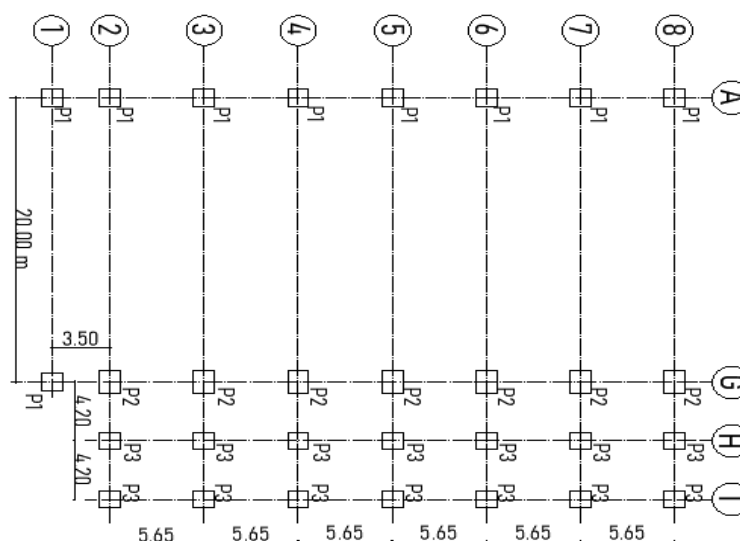 1 2 3 4 5 6 7 8
A
P1 P1 P1 P1 P1 P1 P1 P1
20.00 m
3.50
G
P1 P2 P2 P2 P2 P2 P2 P2
4.20
H
P3 P3 P3 P3 P3 P3 P3
4.20
I
P3 P3 P3 P3 P3 P3 P3
5.65 5.65 5.65 5.65 5.65 5.65